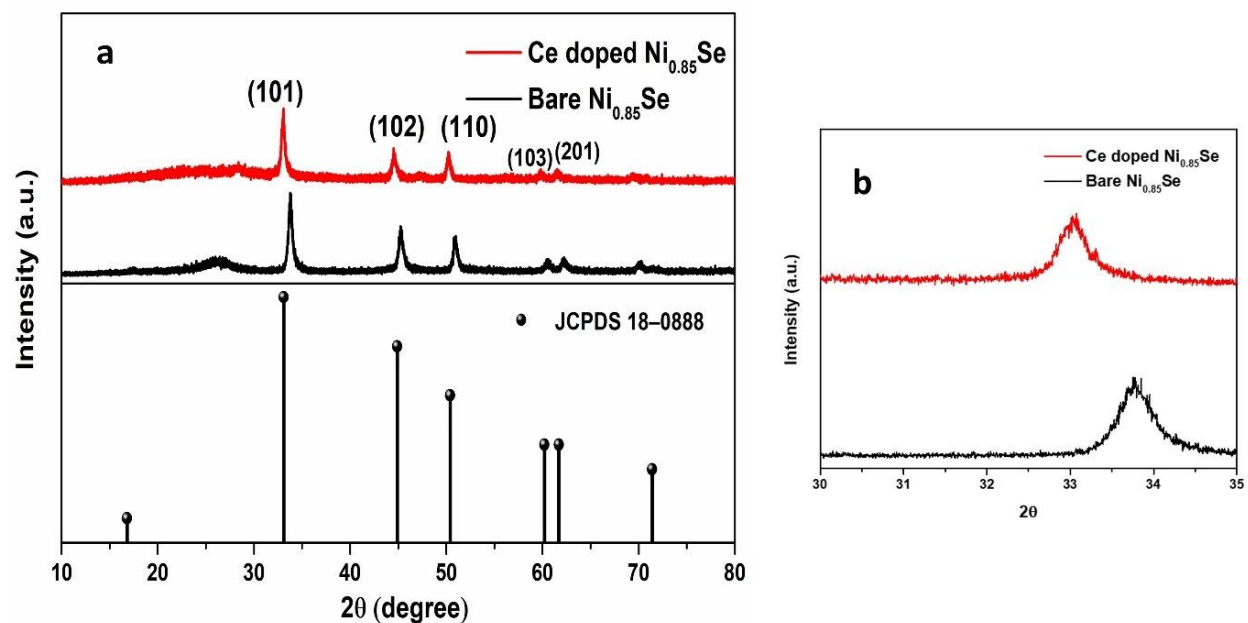 a
Ce doped Ni0.85Se
Bare Ni0.85Se
(101)
(102)
(110)
(103)
(201)
JCPDS 18–0888
Intensity (a.u.)
10 20 30 40 50 60 70 80
2θ (degree)
b
Ce doped Ni0.85Se
Bare Ni0.85Se
Intensity (a.u.)
30 31 32 33 34 35
2θ